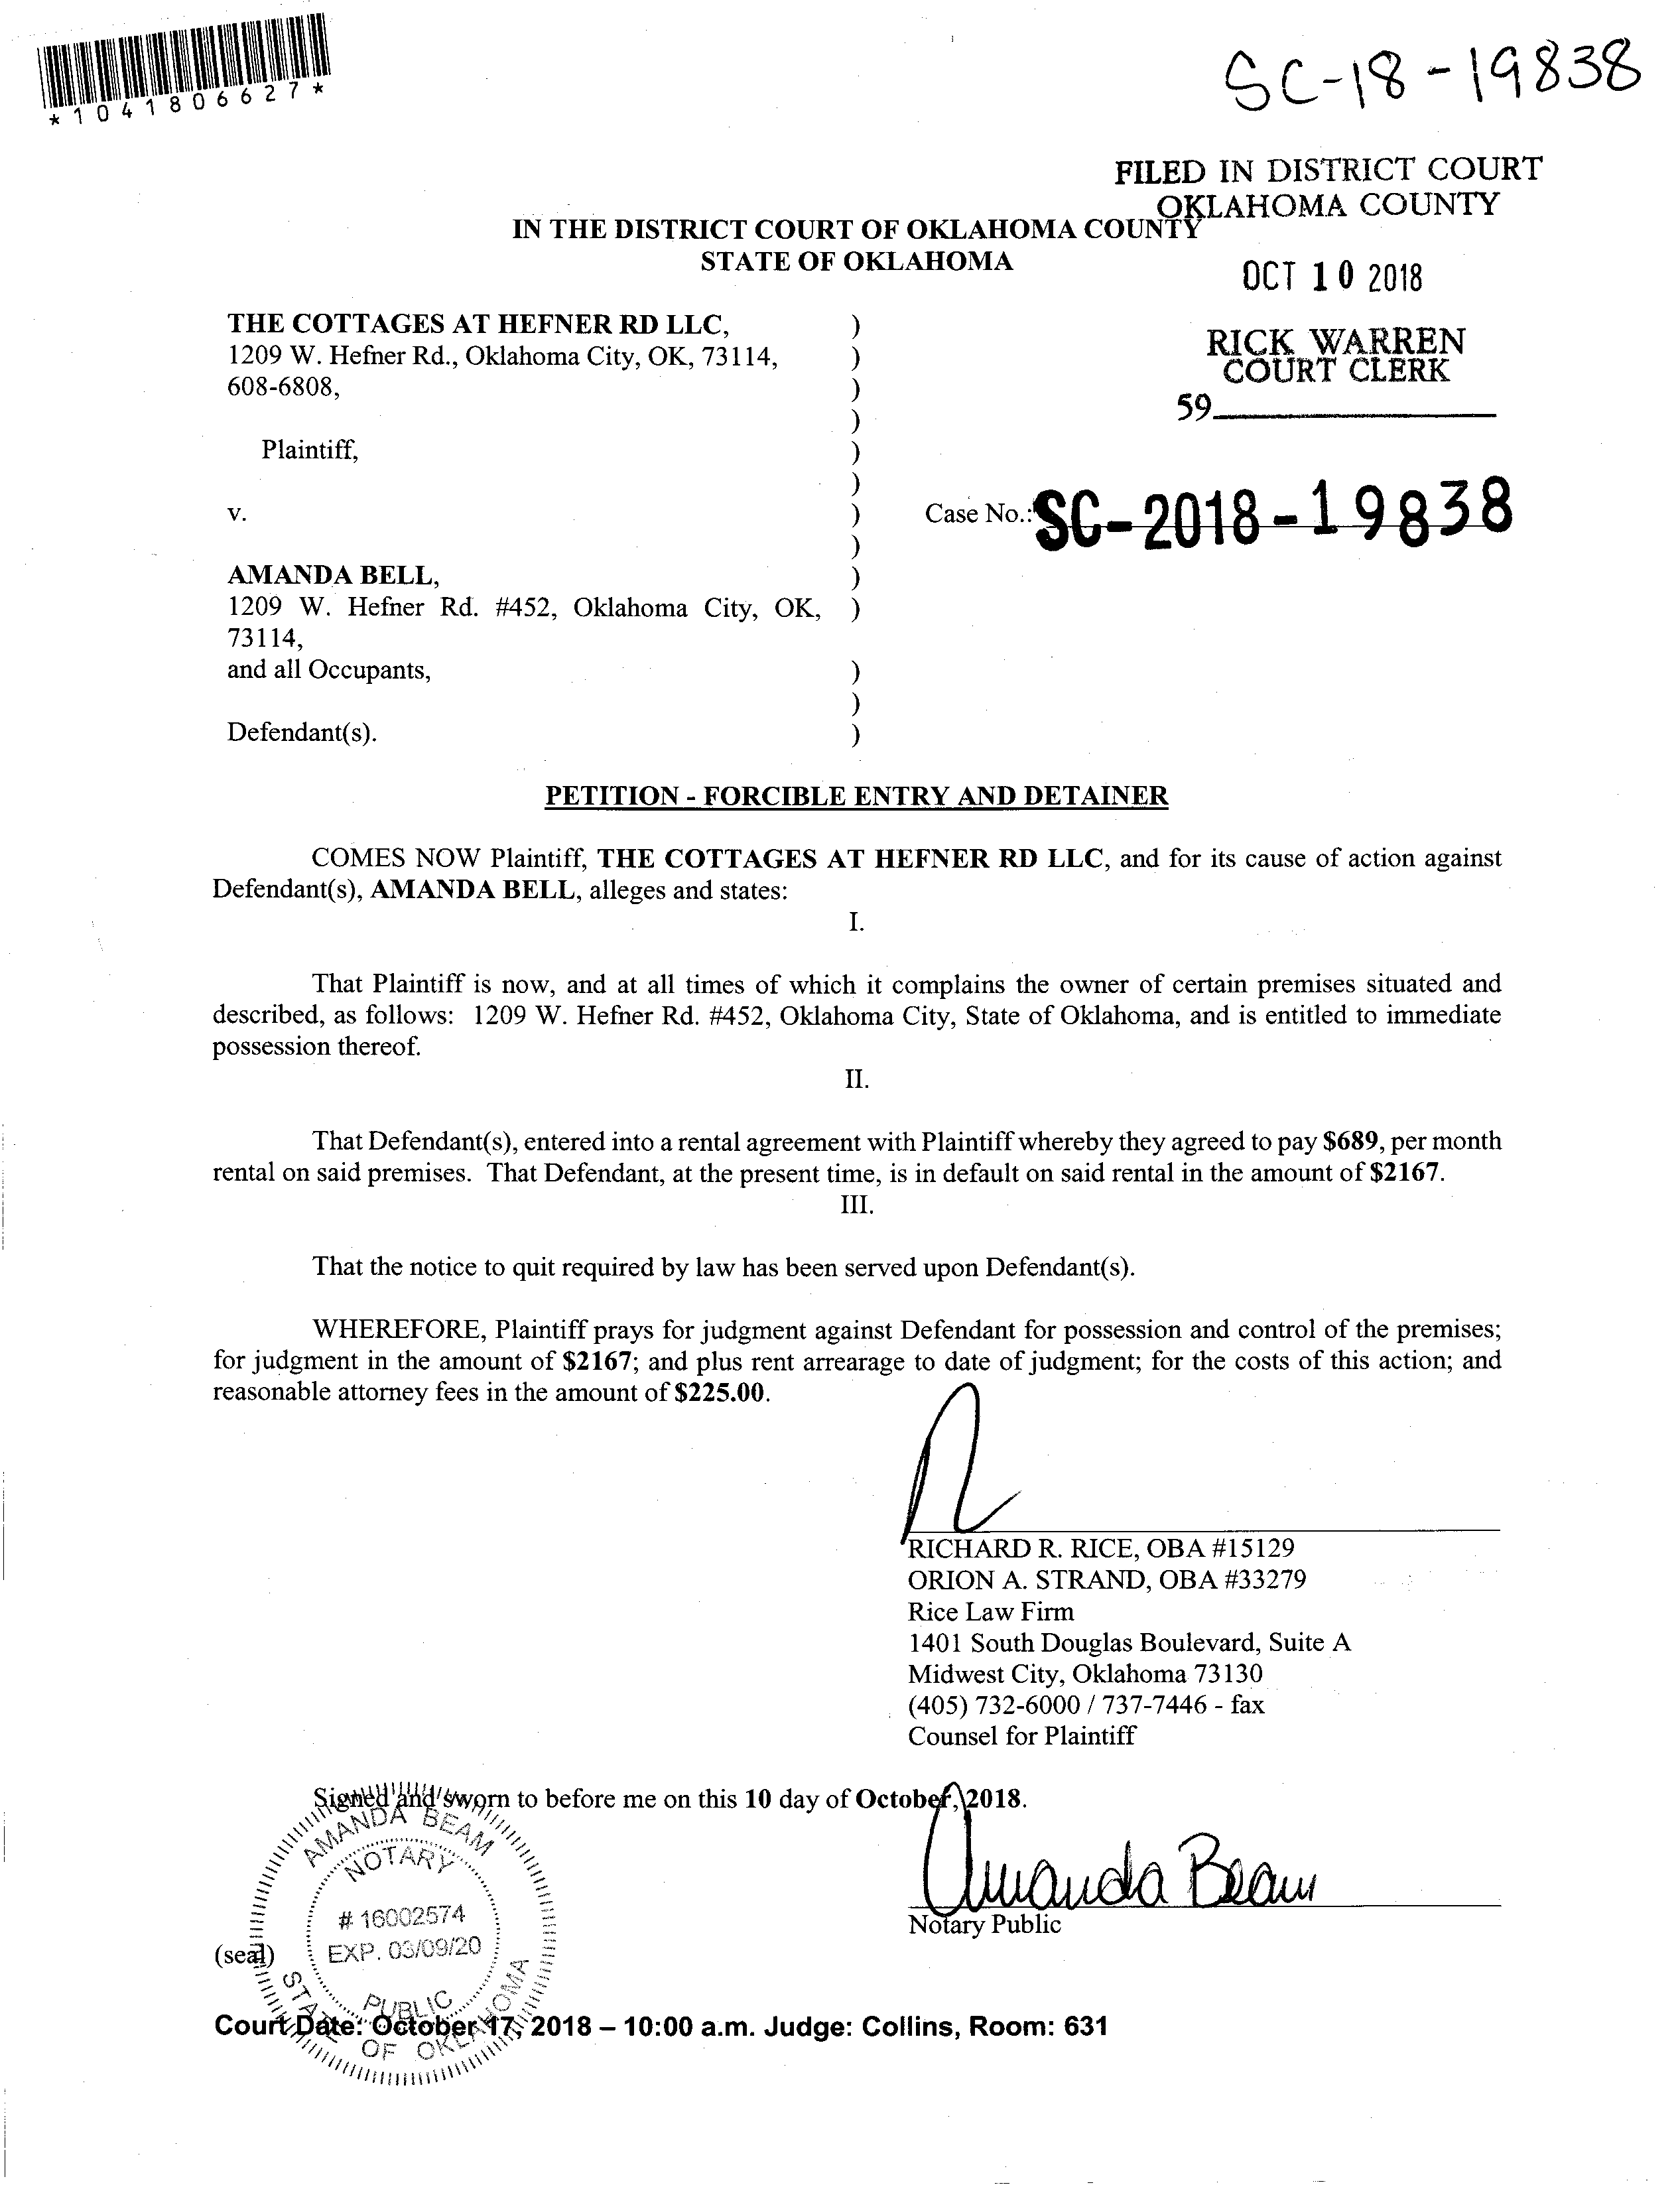 *1041806627*
SC-18-19838
FILED IN DISTRICT COURT
OKLAHOMA COUNTY
IN THE DISTRICT COURT OF OKLAHOMA COUNTY
STATE OF OKLAHOMA
OCT 10 2018
RICK WARREN
COURT CLERK
59
THE COTTAGES AT HEFNER RD LLC, )
1209 W. Hefner Rd., Oklahoma City, OK, 73114, )
608-6808, )
)
Plaintiff, )
)
v. )
Case No.: SC-2018-19838
)
AMANDA BELL, )
1209 W. Hefner Rd. #452, Oklahoma City, OK, )
73114,
and all Occupants, )
)
Defendant(s). )
PETITION - FORCIBLE ENTRY AND DETAINER
COMES NOW Plaintiff, THE COTTAGES AT HEFNER RD LLC, and for its cause of action against
Defendant(s), AMANDA BELL, alleges and states:
I.
That Plaintiff is now, and at all times of which it complains the owner of certain premises situated and
described, as follows: 1209 W. Hefner Rd. #452, Oklahoma City, State of Oklahoma, and is entitled to immediate
possession thereof.
II.
That Defendant(s), entered into a rental agreement with Plaintiff whereby they agreed to pay $689, per month
rental on said premises. That Defendant, at the present time, is in default on said rental in the amount of $2167.
III.
That the notice to quit required by law has been served upon Defendant(s).
WHEREFORE, Plaintiff prays for judgment against Defendant for possession and control of the premises;
for judgment in the amount of $2167; and plus rent arrearage to date of judgment; for the costs of this action; and
reasonable attorney fees in the amount of $225.00.
RICHARD R. RICE, OBA #15129
ORION A. STRAND, OBA #33279
Rice Law Firm
1401 South Douglas Boulevard, Suite A
Midwest City, Oklahoma 73130
(405) 732-6000 / 737-7446 - fax
Counsel for Plaintiff
Signed and sworn to before me on this 10 day of October, 2018.
Amanda Beam
Notary Public
AMANDA BEAM
NOTARY
# 16002574
EXP. 03/09/20
PUBLIC
STATE OF OKLAHOMA
(seal)
Court Date: October 17, 2018 – 10:00 a.m. Judge: Collins, Room: 631